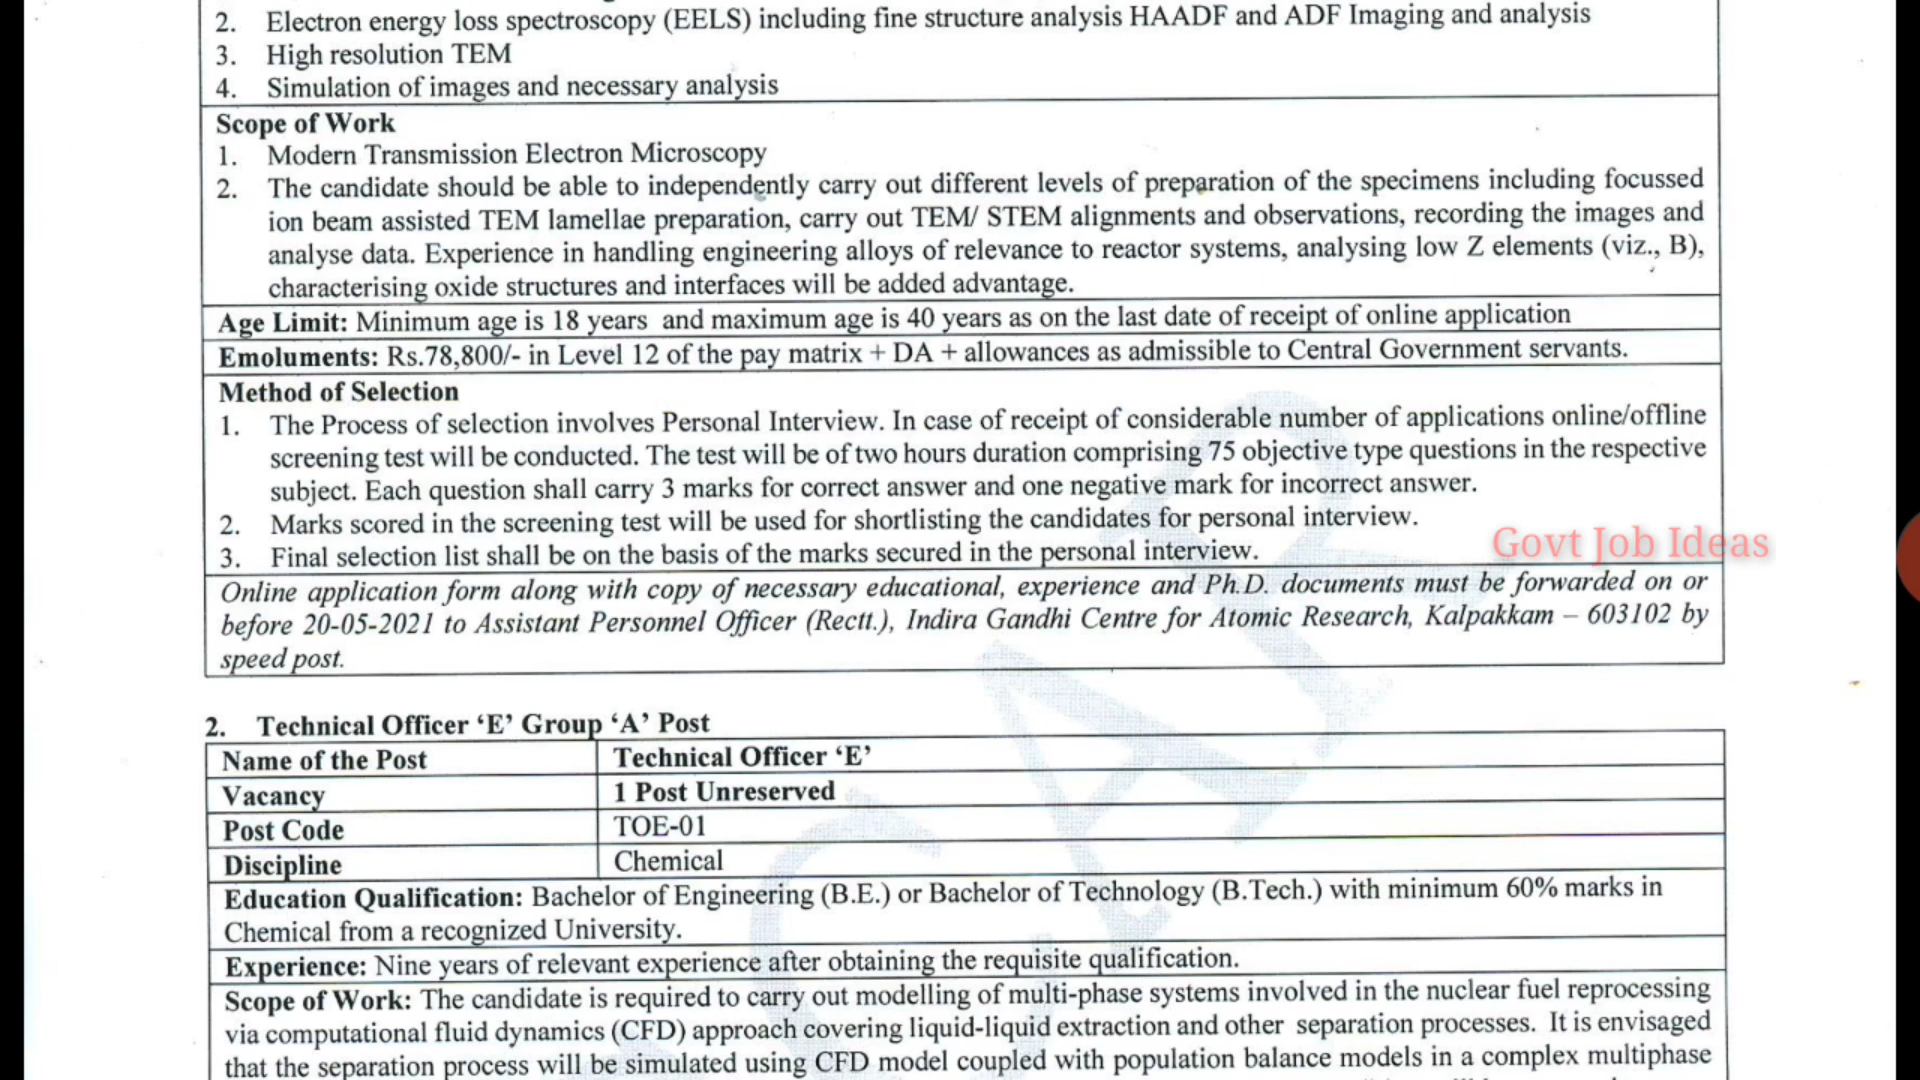 2. Electron energy loss spectroscopy (EELS) including fine structure analysis HAADF and ADF Imaging and analysis
3. High resolution TEM
4. Simulation of images and necessary analysis
Scope of Work
1. Modern Transmission Electron Microscopy
2. The candidate should be able to independently carry out different levels of preparation of the specimens including focussed
ion beam assisted TEM lamellae preparation, carry out TEM/ STEM alignments and observations, recording the images and
analyse data. Experience in handling engineering alloys of relevance to reactor systems, analysing low Z elements (viz., B),
characterising oxide structures and interfaces will be added advantage.
Age Limit: Minimum age is 18 years and maximum age is 40 years as on the last date of receipt of online application
Emoluments: Rs.78,800/- in Level 12 of the pay matrix + DA + allowances as admissible to Central Government servants.
Method of Selection
1. The Process of selection involves Personal Interview. In case of receipt of considerable number of applications online/offline
screening test will be conducted. The test will be of two hours duration comprising 75 objective type questions in the respective
subject. Each question shall carry 3 marks for correct answer and one negative mark for incorrect answer.
2. Marks scored in the screening test will be used for shortlisting the candidates for personal interview.
3. Final selection list shall be on the basis of the marks secured in the personal interview.
Govt Job Ideas
Online application form along with copy of necessary educational, experience and Ph.D. documents must be forwarded on or
before 20-05-2021 to Assistant Personnel Officer (Rectt.), Indira Gandhi Centre for Atomic Research, Kalpakkam – 603102 by
speed post.
2. Technical Officer ‘E’ Group ‘A’ Post
Name of the Post Technical Officer ‘E’
Vacancy 1 Post Unreserved
Post Code TOE-01
Discipline Chemical
Education Qualification: Bachelor of Engineering (B.E.) or Bachelor of Technology (B.Tech.) with minimum 60% marks in
Chemical from a recognized University.
Experience: Nine years of relevant experience after obtaining the requisite qualification.
Scope of Work: The candidate is required to carry out modelling of multi-phase systems involved in the nuclear fuel reprocessing
via computational fluid dynamics (CFD) approach covering liquid-liquid extraction and other separation processes. It is envisaged
that the separation process will be simulated using CFD model coupled with population balance models in a complex multiphase